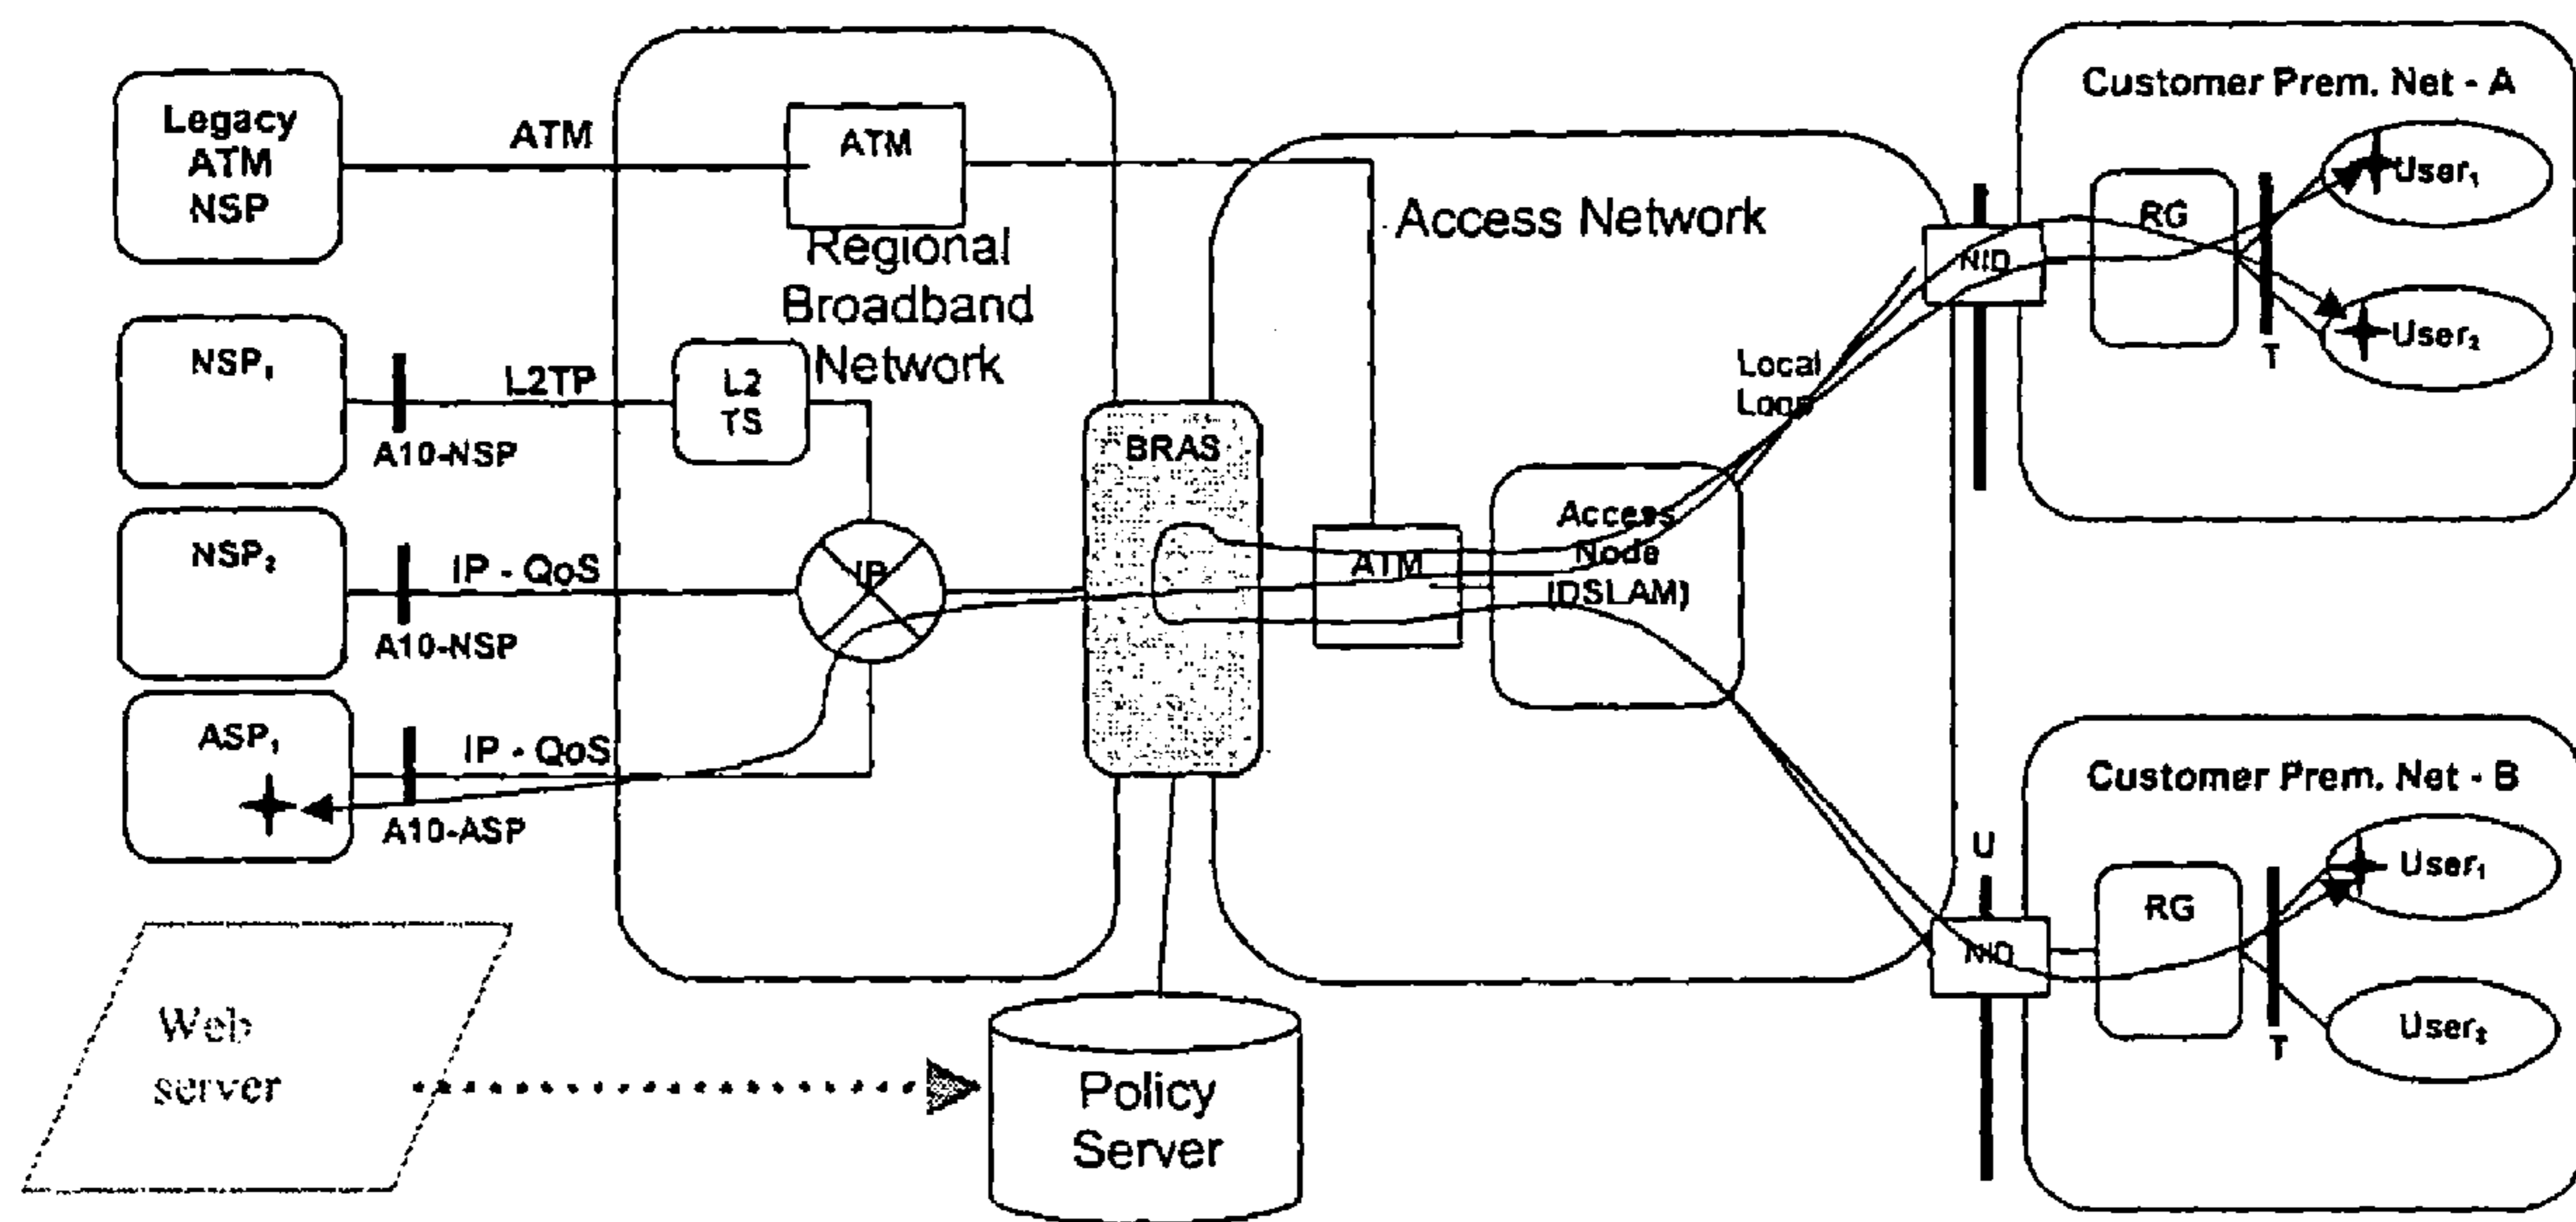 Legacy
ATM
NSP
ATM
ATM
Regional
Broadband
Network
NSP₁
L2TP
A10-NSP
L2
TS
NSP₂
IP - QoS
A10-NSP
IP
ASP₁
IP - QoS
A10-ASP
Web
server
Policy
Server
BRAS
Access Network
ATM
Access
Node
(DSLAM)
Local
Loop
NID
Customer Prem. Net - A
RG
T
User₁
User₂
U
NID
Customer Prem. Net - B
RG
T
User₁
User₂